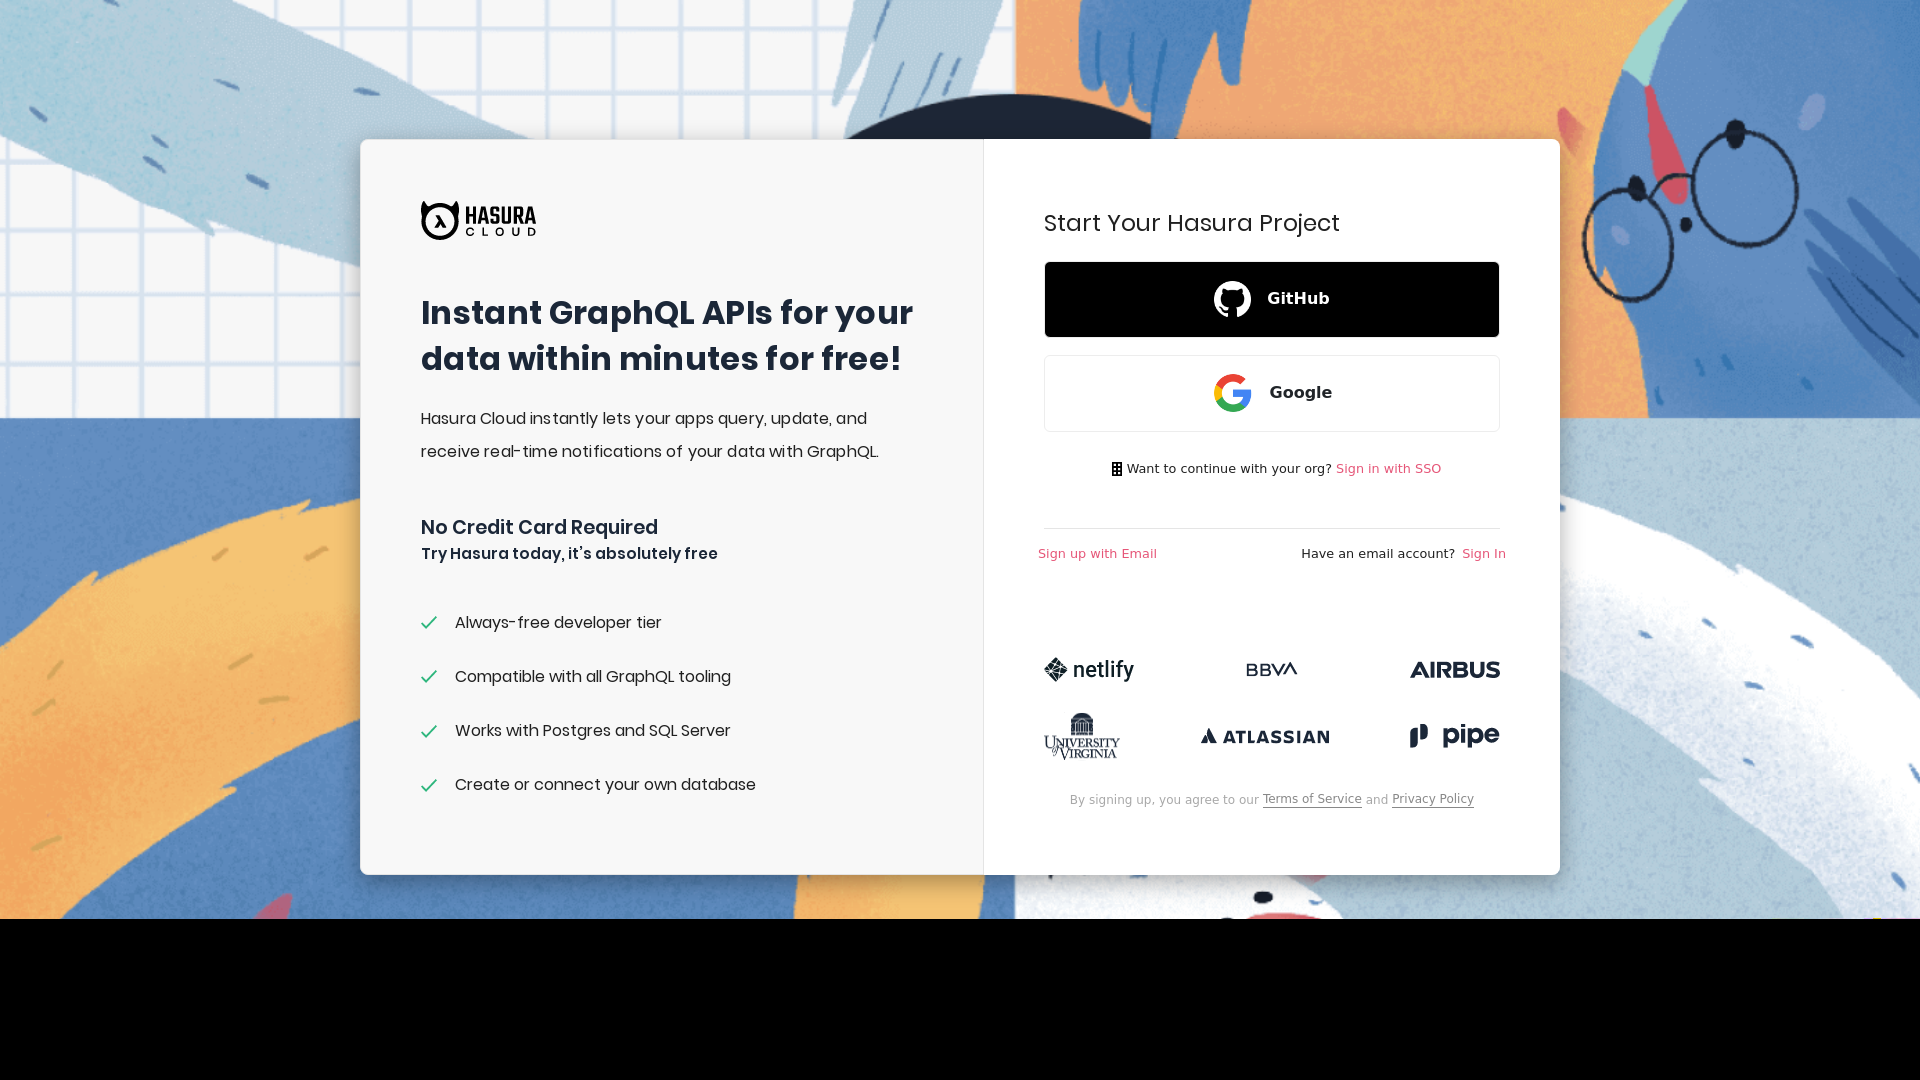 HASURA
CLOUD
Instant GraphQL APIs for your
data within minutes for free!
Hasura Cloud instantly lets your apps query, update, and
receive real-time notifications of your data with GraphQL.
No Credit Card Required
Try Hasura today, it’s absolutely free
Always-free developer tier
Compatible with all GraphQL tooling
Works with Postgres and SQL Server
Create or connect your own database
Start Your Hasura Project
GitHub
Google
Want to continue with your org? Sign in with SSO
Sign up with Email
Have an email account? Sign In
netlify
BBVA
AIRBUS
UNIVERSITY
of VIRGINIA
ATLASSIAN
pipe
By signing up, you agree to our Terms of Service and Privacy Policy